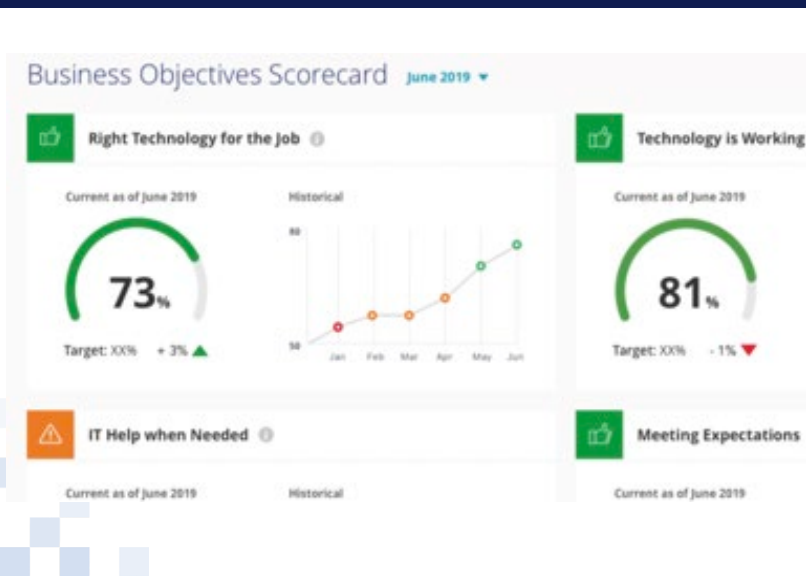 Business Objectives Scorecard June 2019
Right Technology for the Job
Technology is Working
Current as of June 2019
Historical
80
50
Jan Feb Mar Apr May Jun
73%
Target: XX% + 3%
Current as of June 2019
81%
Target: XX% - 1%
IT Help when Needed
Meeting Expectations
Current as of June 2019
Historical
Current as of June 2019